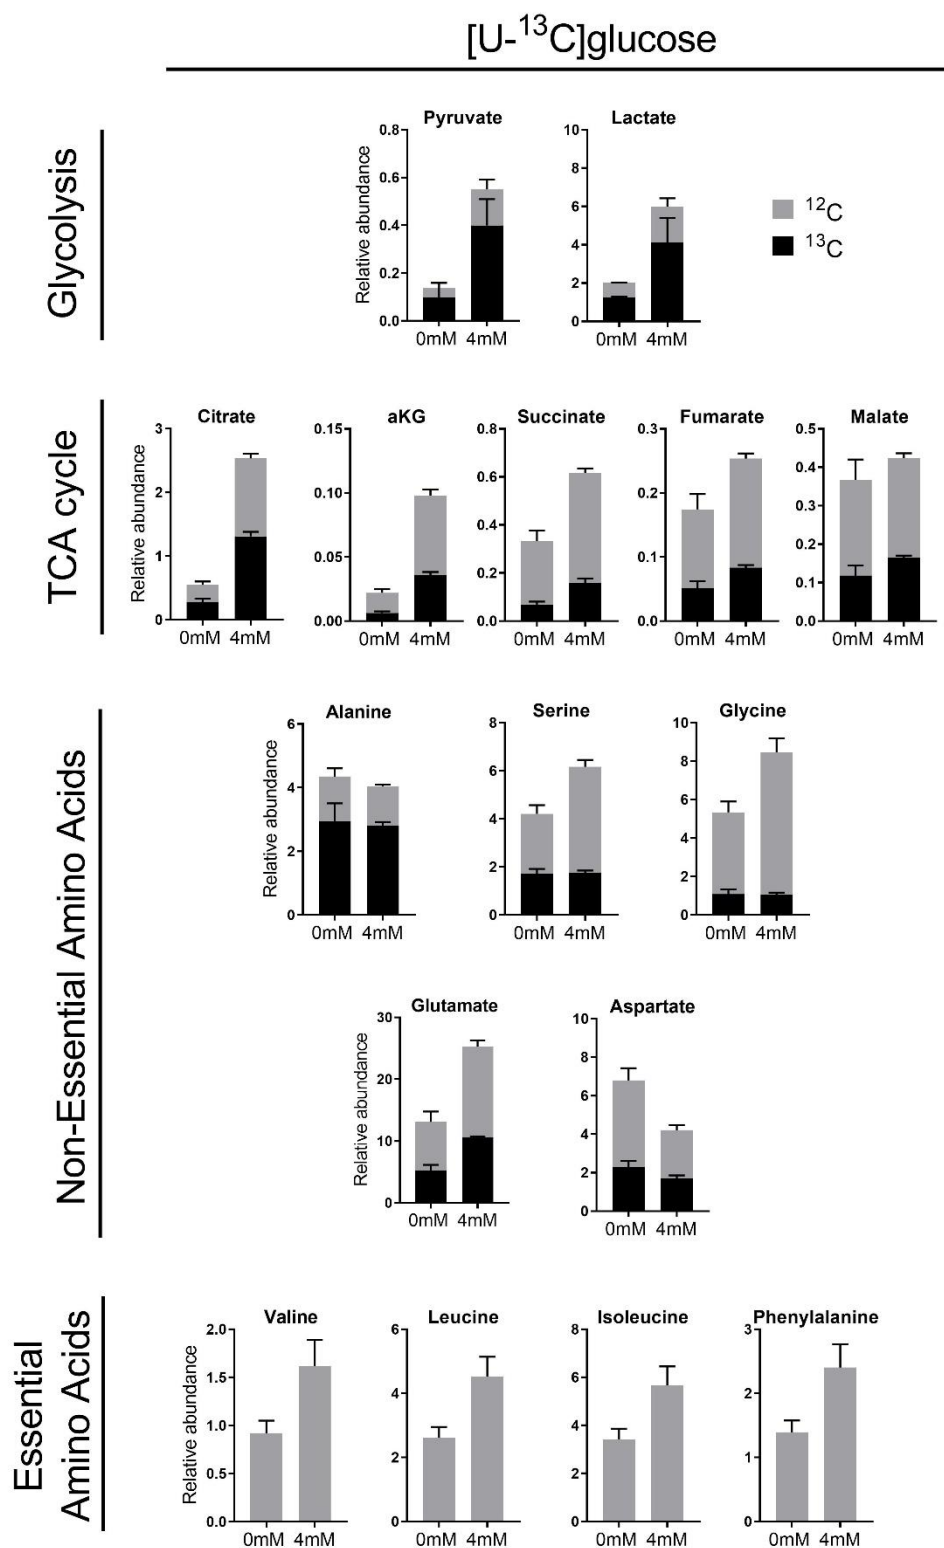 [U-¹³C]glucose
Glycolysis
Pyruvate
Lactate
Relative abundance
0.8
0.6
0.4
0.2
0.0
0mM 4mM
10
8
6
4
2
0
0mM 4mM
¹²C
¹³C
TCA cycle
Citrate
aKG
Succinate
Fumarate
Malate
Relative abundance
3
2
1
0
0mM 4mM
0.15
0.10
0.05
0.00
0mM 4mM
0.8
0.6
0.4
0.2
0.0
0mM 4mM
0.3
0.2
0.1
0.0
0mM 4mM
0.5
0.4
0.3
0.2
0.1
0.0
0mM 4mM
Non-Essential Amino Acids
Alanine
Serine
Glycine
Relative abundance
6
4
2
0
0mM 4mM
8
6
4
2
0
0mM 4mM
10
8
6
4
2
0
0mM 4mM
Glutamate
Aspartate
Relative abundance
30
20
10
0
0mM 4mM
10
8
6
4
2
0
0mM 4mM
Essential
Amino Acids
Valine
Leucine
Isoleucine
Phenylalanine
Relative abundance
2.0
1.5
1.0
0.5
0.0
0mM 4mM
6
4
2
0
0mM 4mM
8
6
4
2
0
0mM 4mM
3
2
1
0
0mM 4mM